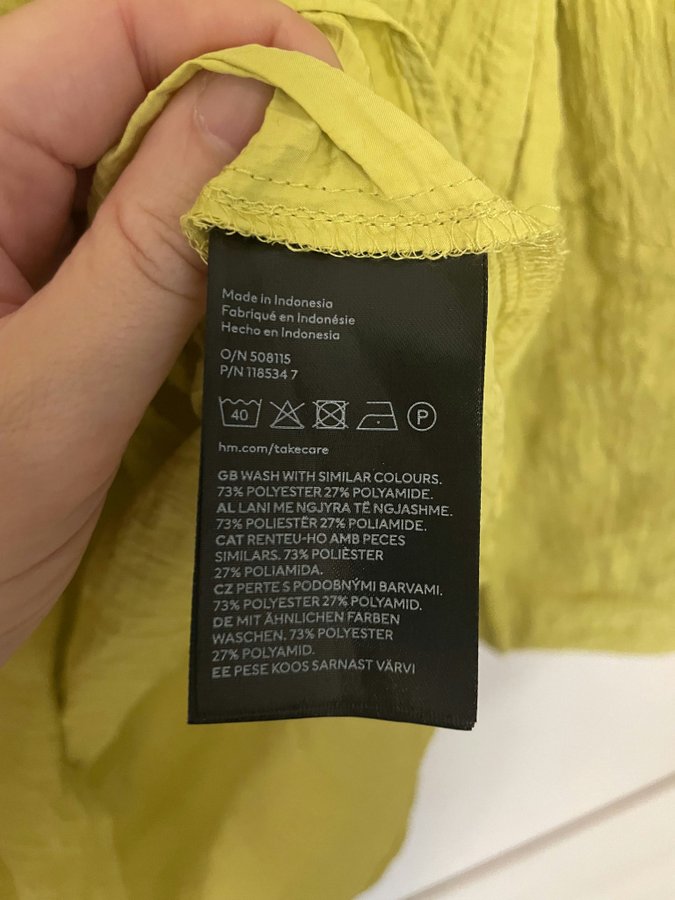 Made in Indonesia
Fabriqué en Indonésie
Hecho en Indonesia
O/N 508115
P/N 118534 7
40 P
hm.com/takecare
GB WASH WITH SIMILAR COLOURS.
73% POLYESTER 27% POLYAMIDE.
AL LANI ME NGJYRA TË NGJASHME.
73% POLIESTËR 27% POLIAMIDE.
CAT RENTEU-HO AMB PECES
SIMILARS. 73% POLIÈSTER
27% POLIAMIDA.
CZ PERTE S PODOBNÝMI BARVAMI.
73% POLYESTER 27% POLYAMID.
DE MIT ÄHNLICHEN FARBEN
WASCHEN. 73% POLYESTER
27% POLYAMID.
EE PESE KOOS SARNAST VÄRVI